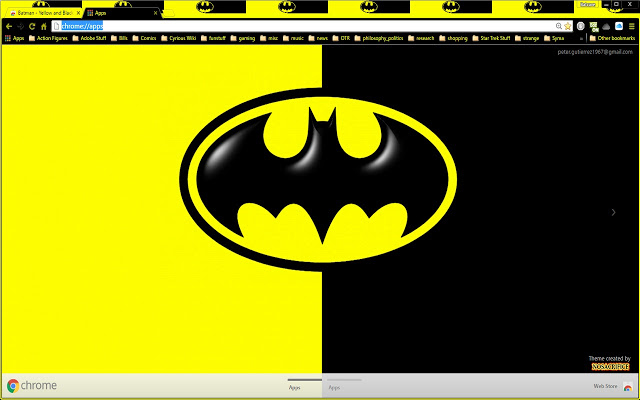 Batman - Yellow and Black
Apps
chrome://apps
Apps Action Figures Adobe Stuff Bills Comics Cyrious Wiki funstuff gaming misc music news OTR philosophy_politics research shopping Star Trek Stuff strange Syma » Other bookmarks
peter.gutierrez1967@gmail.com
Theme created by
chrome
Apps
Apps
Web Store